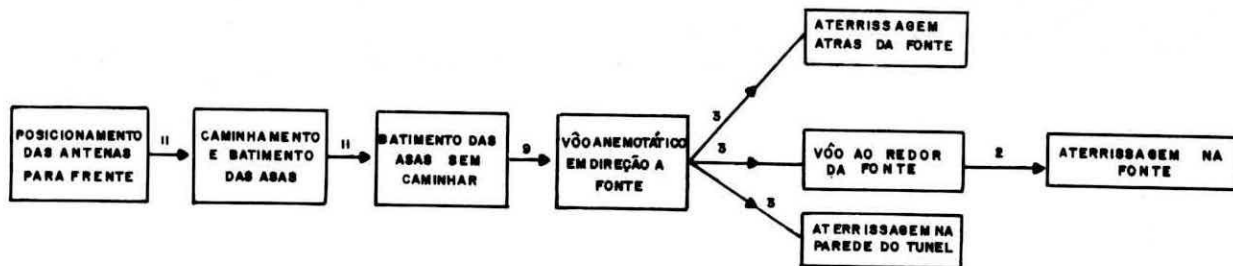 POSICIONAMENTO
DAS ANTENAS
PARA FRENTE
11
CAMINHAMENTO
E BATIMENTO
DAS ASAS
11
BATIMENTO DAS
ASAS SEM
CAMINHAR
9
VÔO ANEMOTÁTICO
EM DIREÇÃO A
FONTE
3
ATERRISSAGEM
ATRAS DA FONTE
3
VÔO AO REDOR
DA FONTE
2
ATERRISSAGEM NA
FONTE
3
ATERRISSAGEM NA
PAREDE DO TUNEL